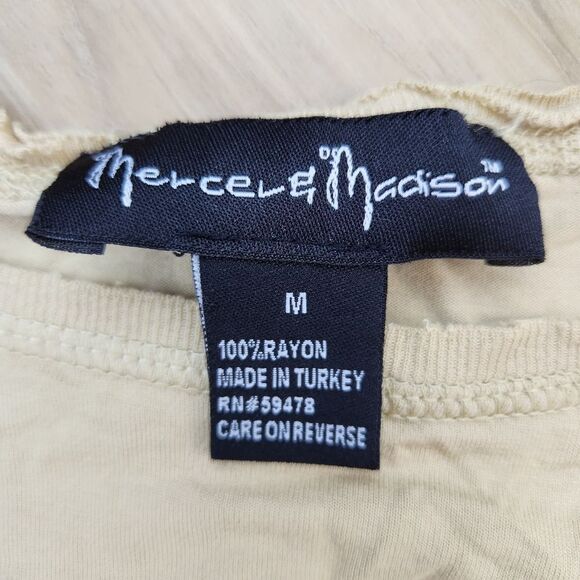 Mercer & Madison™
M
100%RAYON
MADE IN TURKEY
RN#59478
CARE ON REVERSE